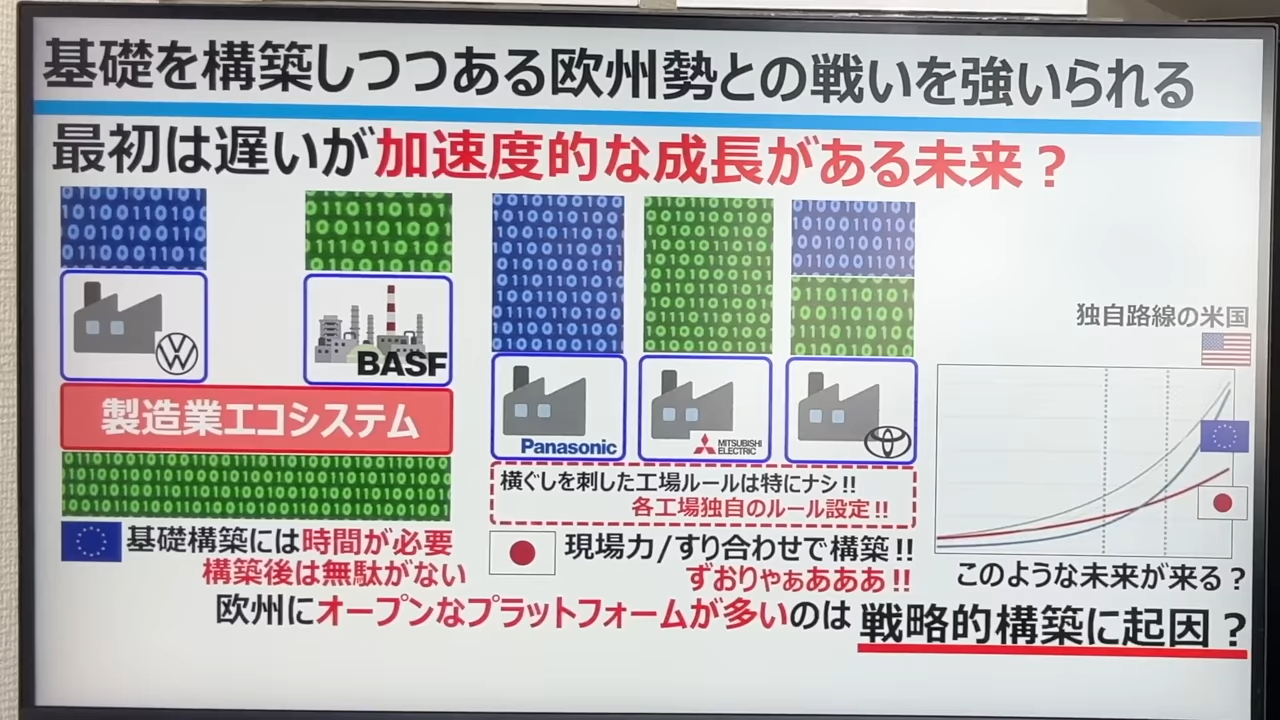 基礎を構築しつつある欧州勢との戦いを強いられる
最初は遅いが加速度的な成長がある未来？
BASF
製造業エコシステム
基礎構築には時間が必要
構築後は無駄がない
Panasonic
MITSUBISHI
ELECTRIC
横ぐしを刺した工場ルールは特にナシ!!
各工場独自のルール設定!!
現場力/すり合わせで構築!!
ずおりゃぁあああ!!
独自路線の米国
このような未来が来る？
欧州にオープンなプラットフォームが多いのは
戦略的構築に起因？